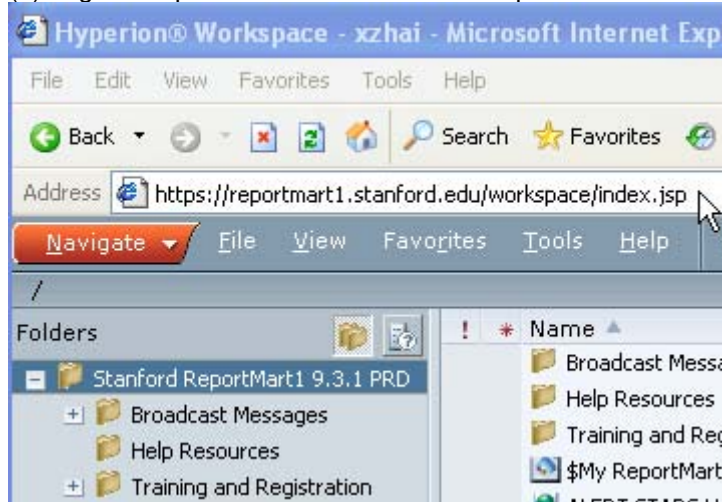 Hyperion® Workspace - xzhai - Microsoft Internet Exp
File Edit View Favorites Tools Help
Back Search Favorites
Address https://reportmart1.stanford.edu/workspace/index.jsp
Navigate File View Favorites Tools Help
/
Folders ! * Name
Stanford ReportMart1 9.3.1 PRD
Broadcast Messages
Help Resources
Training and Registration
Broadcast Messa
Help Resources
Training and Reg
$My ReportMart